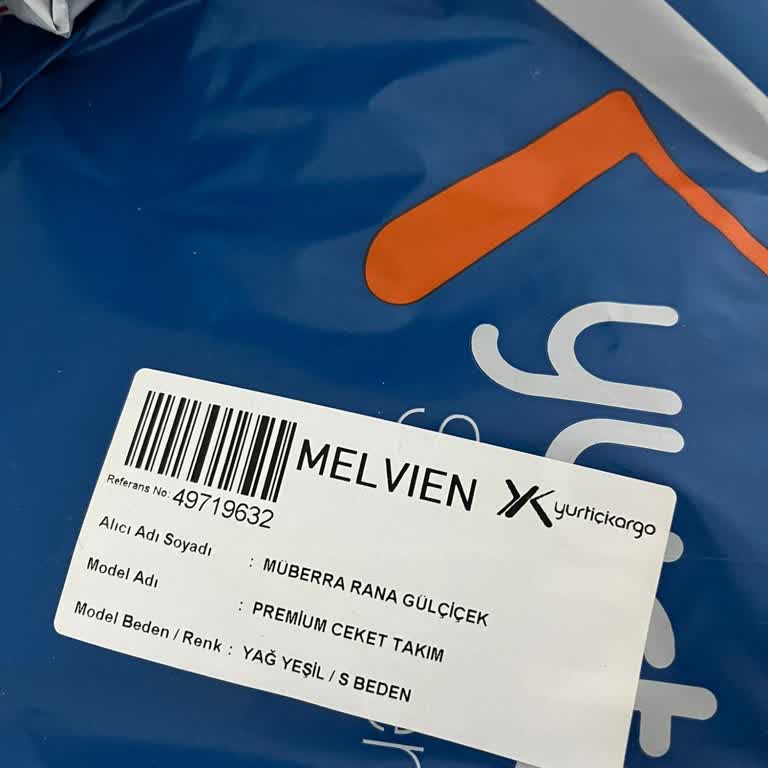 MELVIEN
yurtiçikargo
Referans No: 49719632
Alıcı Adı Soyadı : MÜBERRA RANA GÜLÇİÇEK
Model Adı : PREMİUM CEKET TAKIM
Model Beden / Renk : YAĞ YEŞİL / S BEDEN